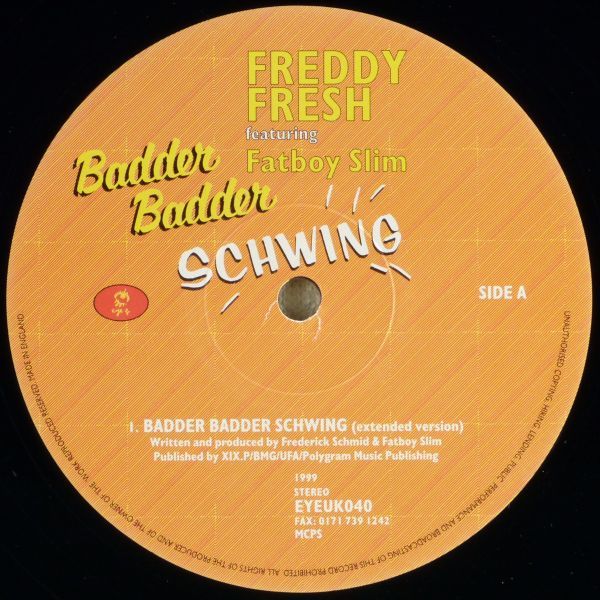 FREDDY
FRESH
featuring
Fatboy Slim
Badder
Badder
SCHWING
SIDE A
1. BADDER BADDER SCHWING (extended version)
Written and produced by Frederick Schmid & Fatboy Slim
Published by XIX.P/BMG/UFA/Polygram Music Publishing
1999
STEREO
EYEUK040
FAX: 0171 739 1242
MCPS
UNAUTHORISED COPYING, HIRING, LENDING, PUBLIC PERFORMANCE AND BROADCASTING OF THIS RECORD PROHIBITED. ALL RIGHTS OF THE PRODUCER AND OF THE OWNER OF THE WORK REPRODUCED RESERVED. MADE IN ENGLAND